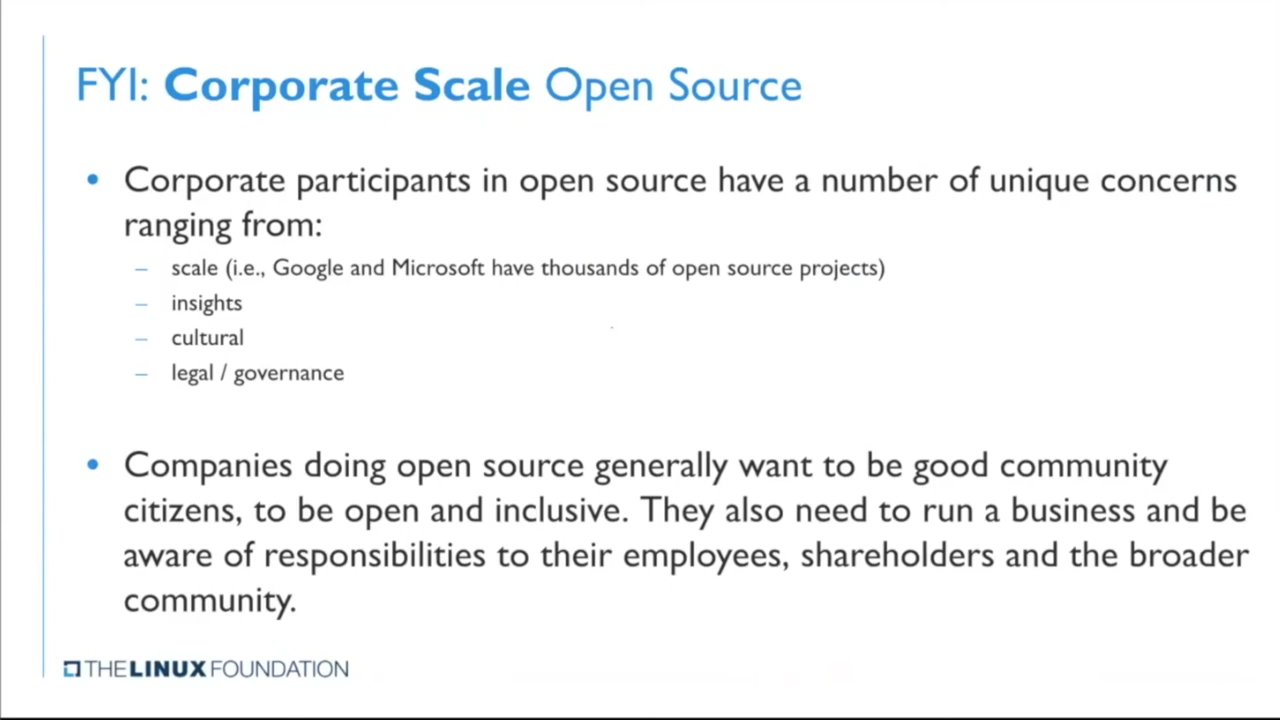 FYI: Corporate Scale Open Source
• Corporate participants in open source have a number of unique concerns
ranging from:
– scale (i.e., Google and Microsoft have thousands of open source projects)
– insights
– cultural
– legal / governance
• Companies doing open source generally want to be good community
citizens, to be open and inclusive. They also need to run a business and be
aware of responsibilities to their employees, shareholders and the broader
community.
THE LINUX FOUNDATION